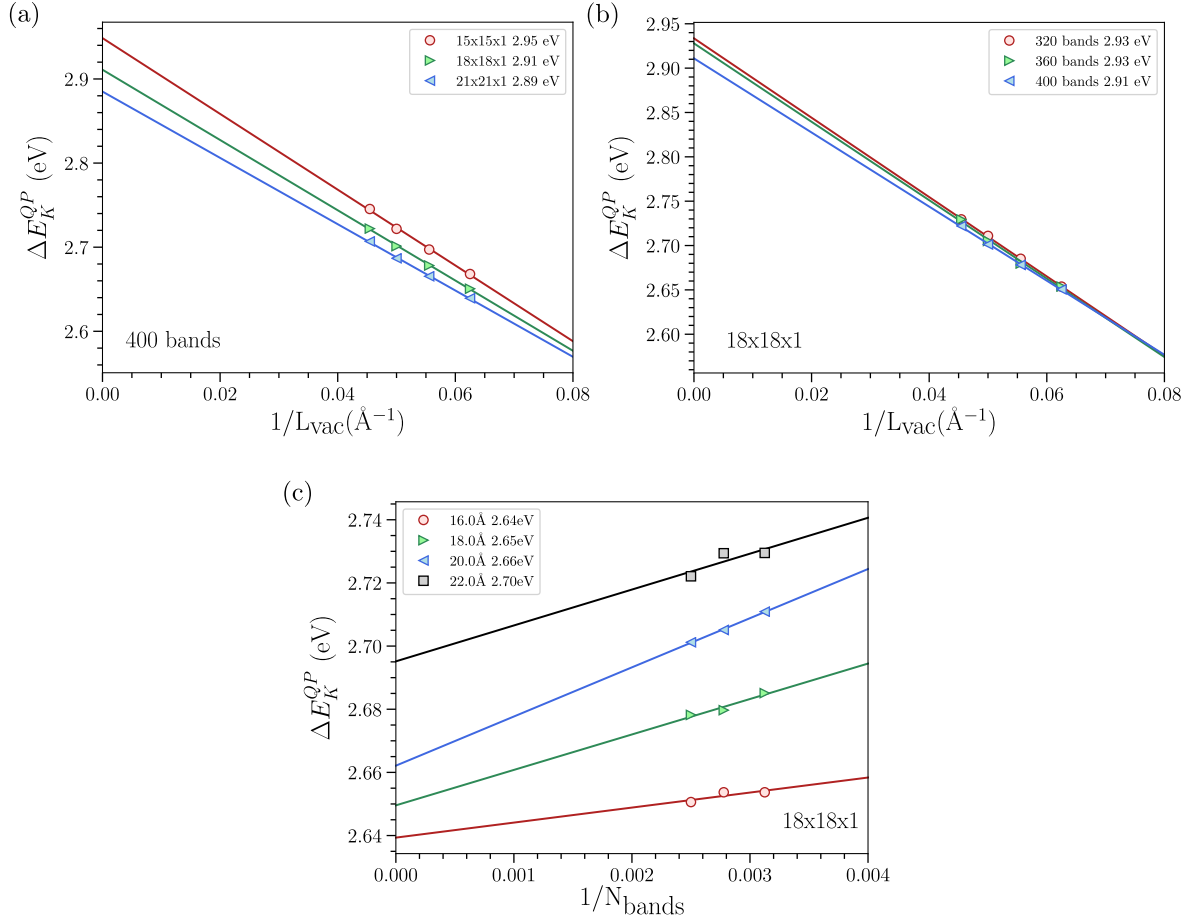 (a)
15x15x1 2.95 eV
18x18x1 2.91 eV
21x21x1 2.89 eV
2.9
2.8
2.7
2.6
ΔE_K^{QP} (eV)
400 bands
0.00 0.02 0.04 0.06 0.08
1/L_{vac}(Å^{−1})
(b)
320 bands 2.93 eV
360 bands 2.93 eV
400 bands 2.91 eV
2.95
2.90
2.85
2.80
2.75
2.70
2.65
2.60
ΔE_K^{QP} (eV)
18x18x1
0.00 0.02 0.04 0.06 0.08
1/L_{vac}(Å^{−1})
(c)
16.0Å 2.64eV
18.0Å 2.65eV
20.0Å 2.66eV
22.0Å 2.70eV
2.74
2.72
2.70
2.68
2.66
2.64
ΔE_K^{QP} (eV)
18x18x1
0.000 0.001 0.002 0.003 0.004
1/N_{bands}